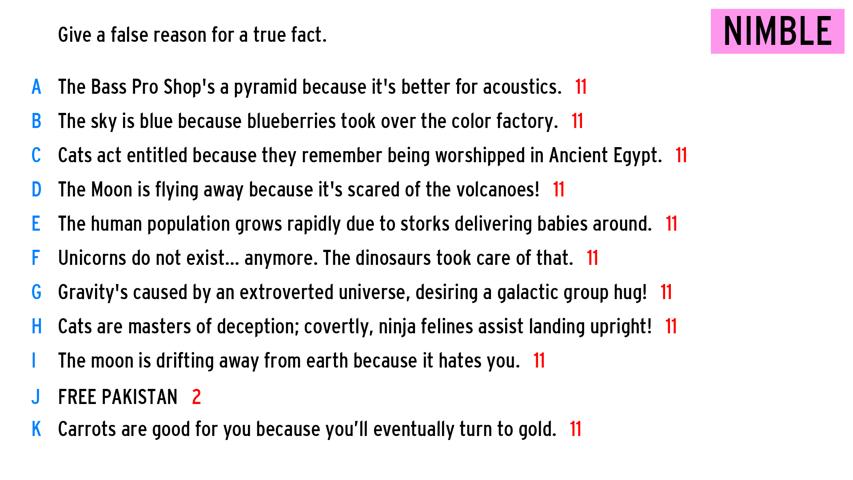 Give a false reason for a true fact.
NIMBLE
A The Bass Pro Shop's a pyramid because it's better for acoustics. 11
B The sky is blue because blueberries took over the color factory. 11
C Cats act entitled because they remember being worshipped in Ancient Egypt. 11
D The Moon is flying away because it's scared of the volcanoes! 11
E The human population grows rapidly due to storks delivering babies around. 11
F Unicorns do not exist... anymore. The dinosaurs took care of that. 11
G Gravity's caused by an extroverted universe, desiring a galactic group hug! 11
H Cats are masters of deception; covertly, ninja felines assist landing upright! 11
I The moon is drifting away from earth because it hates you. 11
J FREE PAKISTAN 2
K Carrots are good for you because you’ll eventually turn to gold. 11